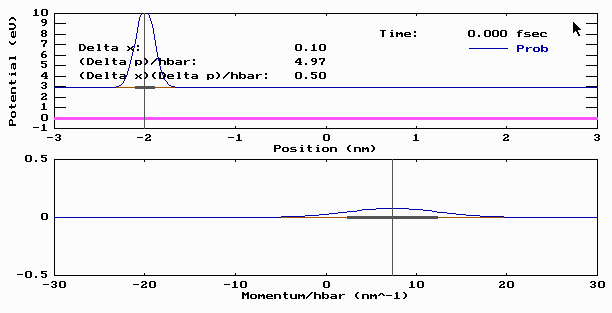 Potential (eV)
10
9
8
7
6
5
4
3
2
1
0
-1
Time: 0.000 fsec
Prob
Delta x: 0.10
(Delta p)/hbar: 4.97
(Delta x)(Delta p)/hbar: 0.50
-3 -2 -1 0 1 2 3
Position (nm)
0.5
0
-0.5
-30 -20 -10 0 10 20 30
Momentum/hbar (nm^-1)